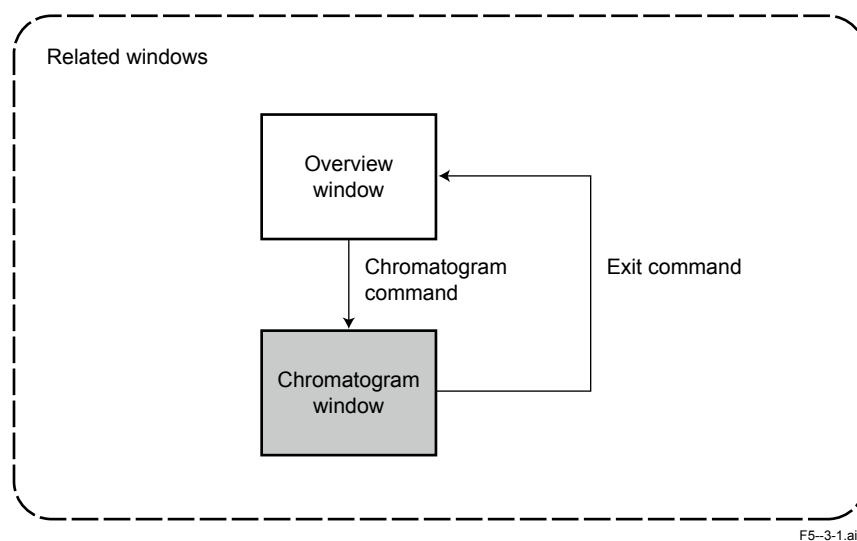 Related windows
Overview
window
Chromatogram
command
Exit command
Chromatogram
window
F5--3-1.ai